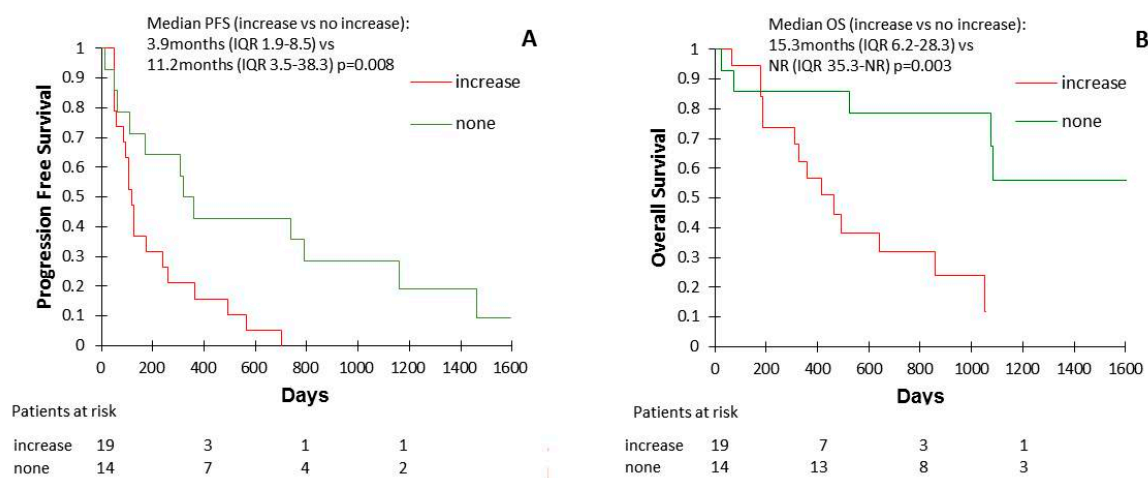 Median PFS (increase vs no increase):
3.9months (IQR 1.9-8.5) vs
11.2months (IQR 3.5-38.3) p=0.008
A
increase
none
1
0.9
0.8
0.7
0.6
0.5
0.4
0.3
0.2
0.1
0
Progression Free Survival
0 200 400 600 800 1000 1200 1400 1600
Days
Patients at risk
increase 19 3 1 1
none 14 7 4 2
Median OS (increase vs no increase):
15.3months (IQR 6.2-28.3) vs
NR (IQR 35.3-NR) p=0.003
B
increase
none
1
0.9
0.8
0.7
0.6
0.5
0.4
0.3
0.2
0.1
0
Overall Survival
0 200 400 600 800 1000 1200 1400 1600
Days
Patients at risk
increase 19 7 3 1
none 14 13 8 3